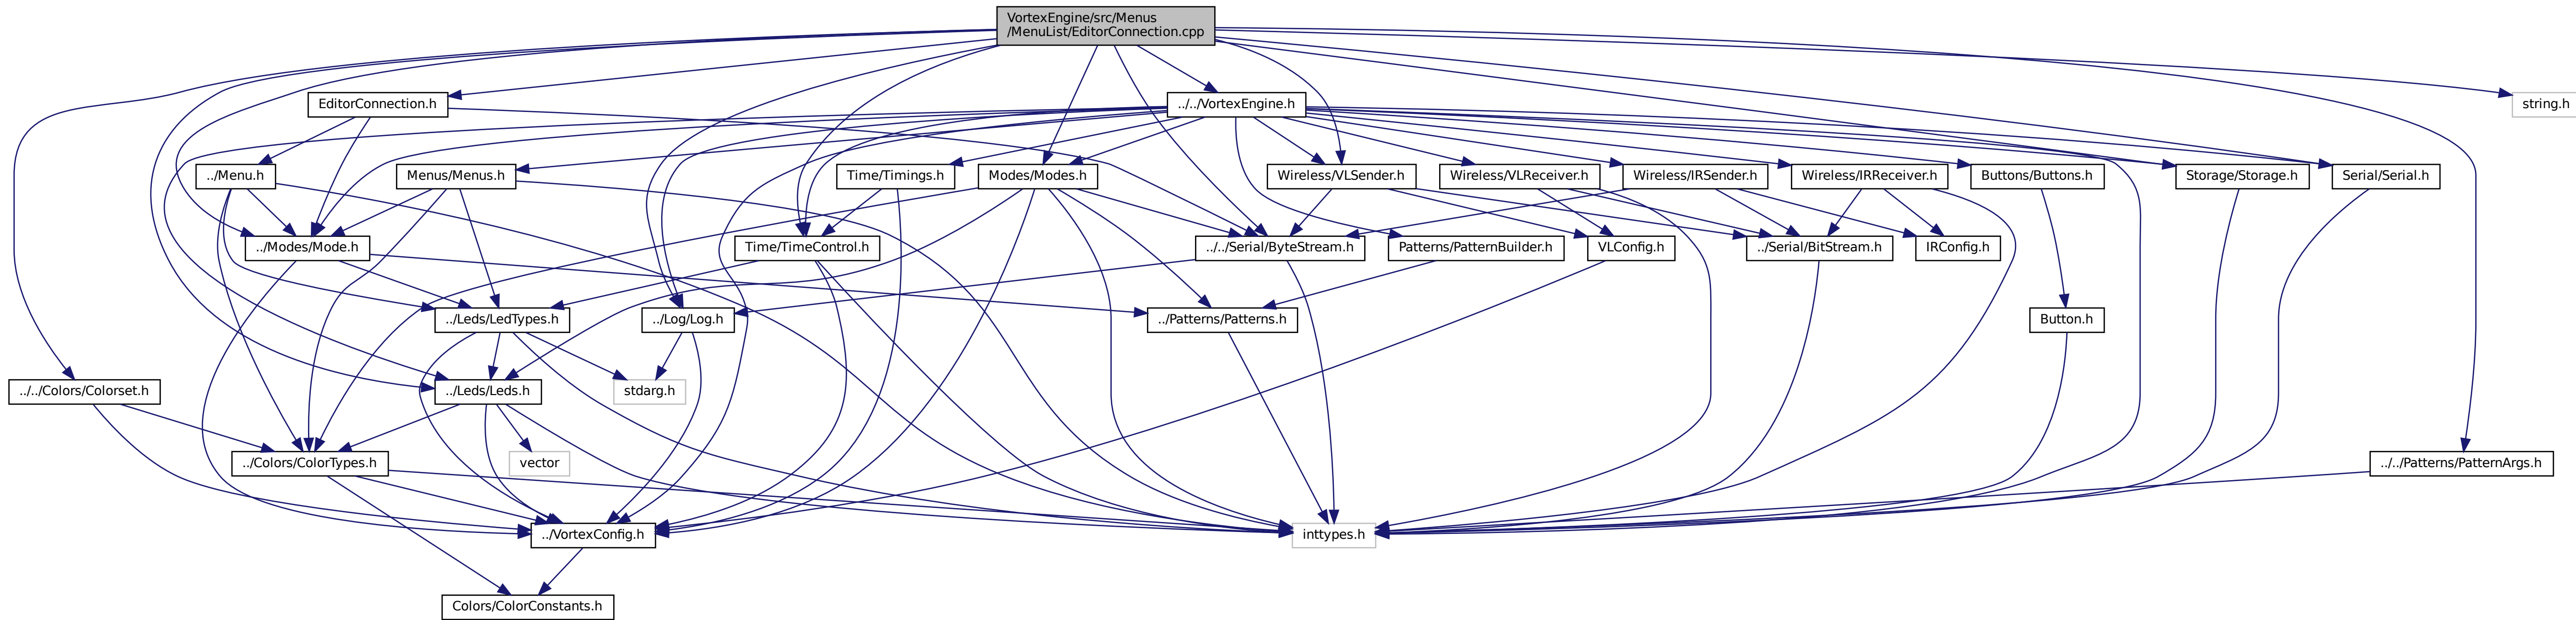 VortexEngine/src/Menus
/MenuList/EditorConnection.cpp
EditorConnection.h
../../VortexEngine.h
string.h
../Menu.h
Menus/Menus.h
Time/Timings.h
Modes/Modes.h
Wireless/VLSender.h
Wireless/VLReceiver.h
Wireless/IRSender.h
Wireless/IRReceiver.h
Buttons/Buttons.h
Storage/Storage.h
Serial/Serial.h
../Modes/Mode.h
Time/TimeControl.h
../../Serial/ByteStream.h
Patterns/PatternBuilder.h
VLConfig.h
../Serial/BitStream.h
IRConfig.h
../Leds/LedTypes.h
../Log/Log.h
../Patterns/Patterns.h
Button.h
../../Colors/Colorset.h
../Leds/Leds.h
stdarg.h
../Colors/ColorTypes.h
vector
../../Patterns/PatternArgs.h
../VortexConfig.h
inttypes.h
Colors/ColorConstants.h